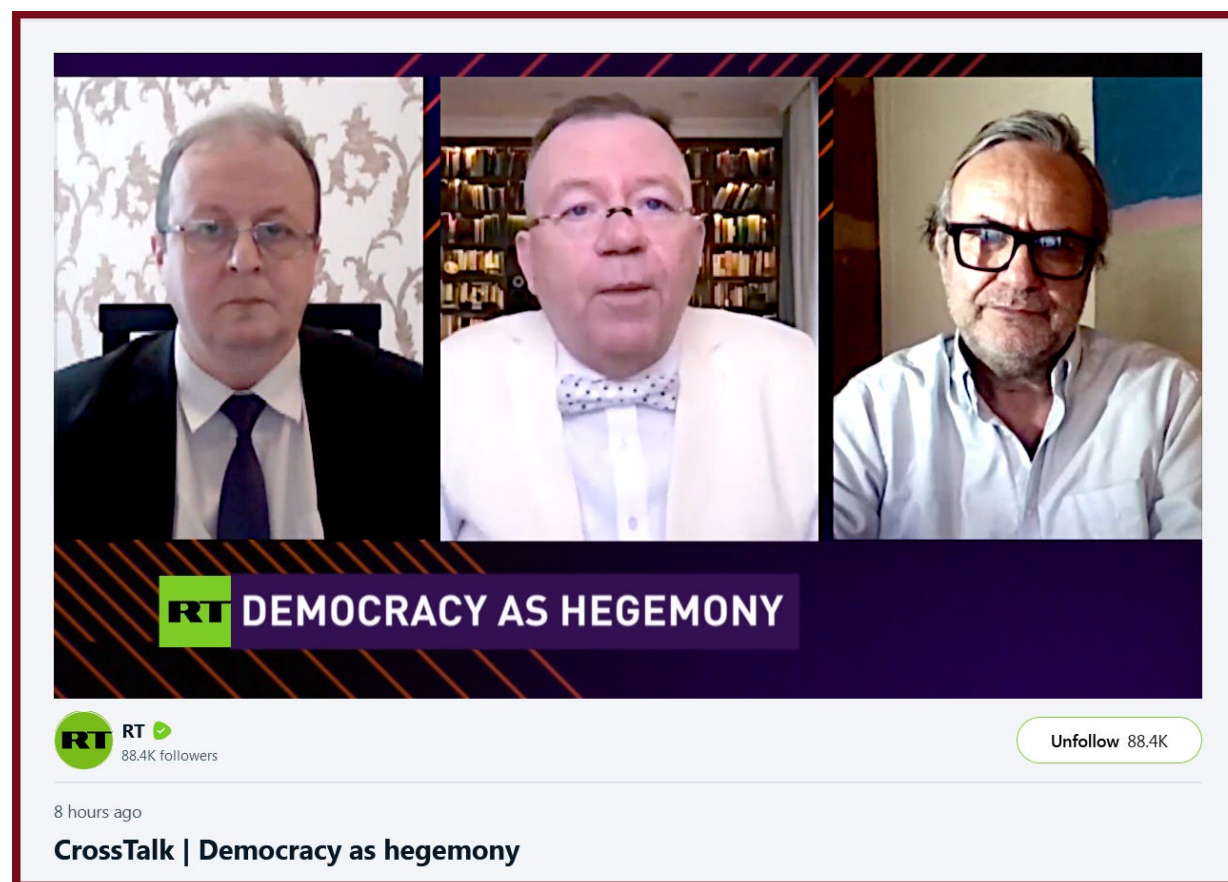 RT DEMOCRACY AS HEGEMONY
RT RT
88.4K followers
Unfollow 88.4K
8 hours ago
CrossTalk | Democracy as hegemony